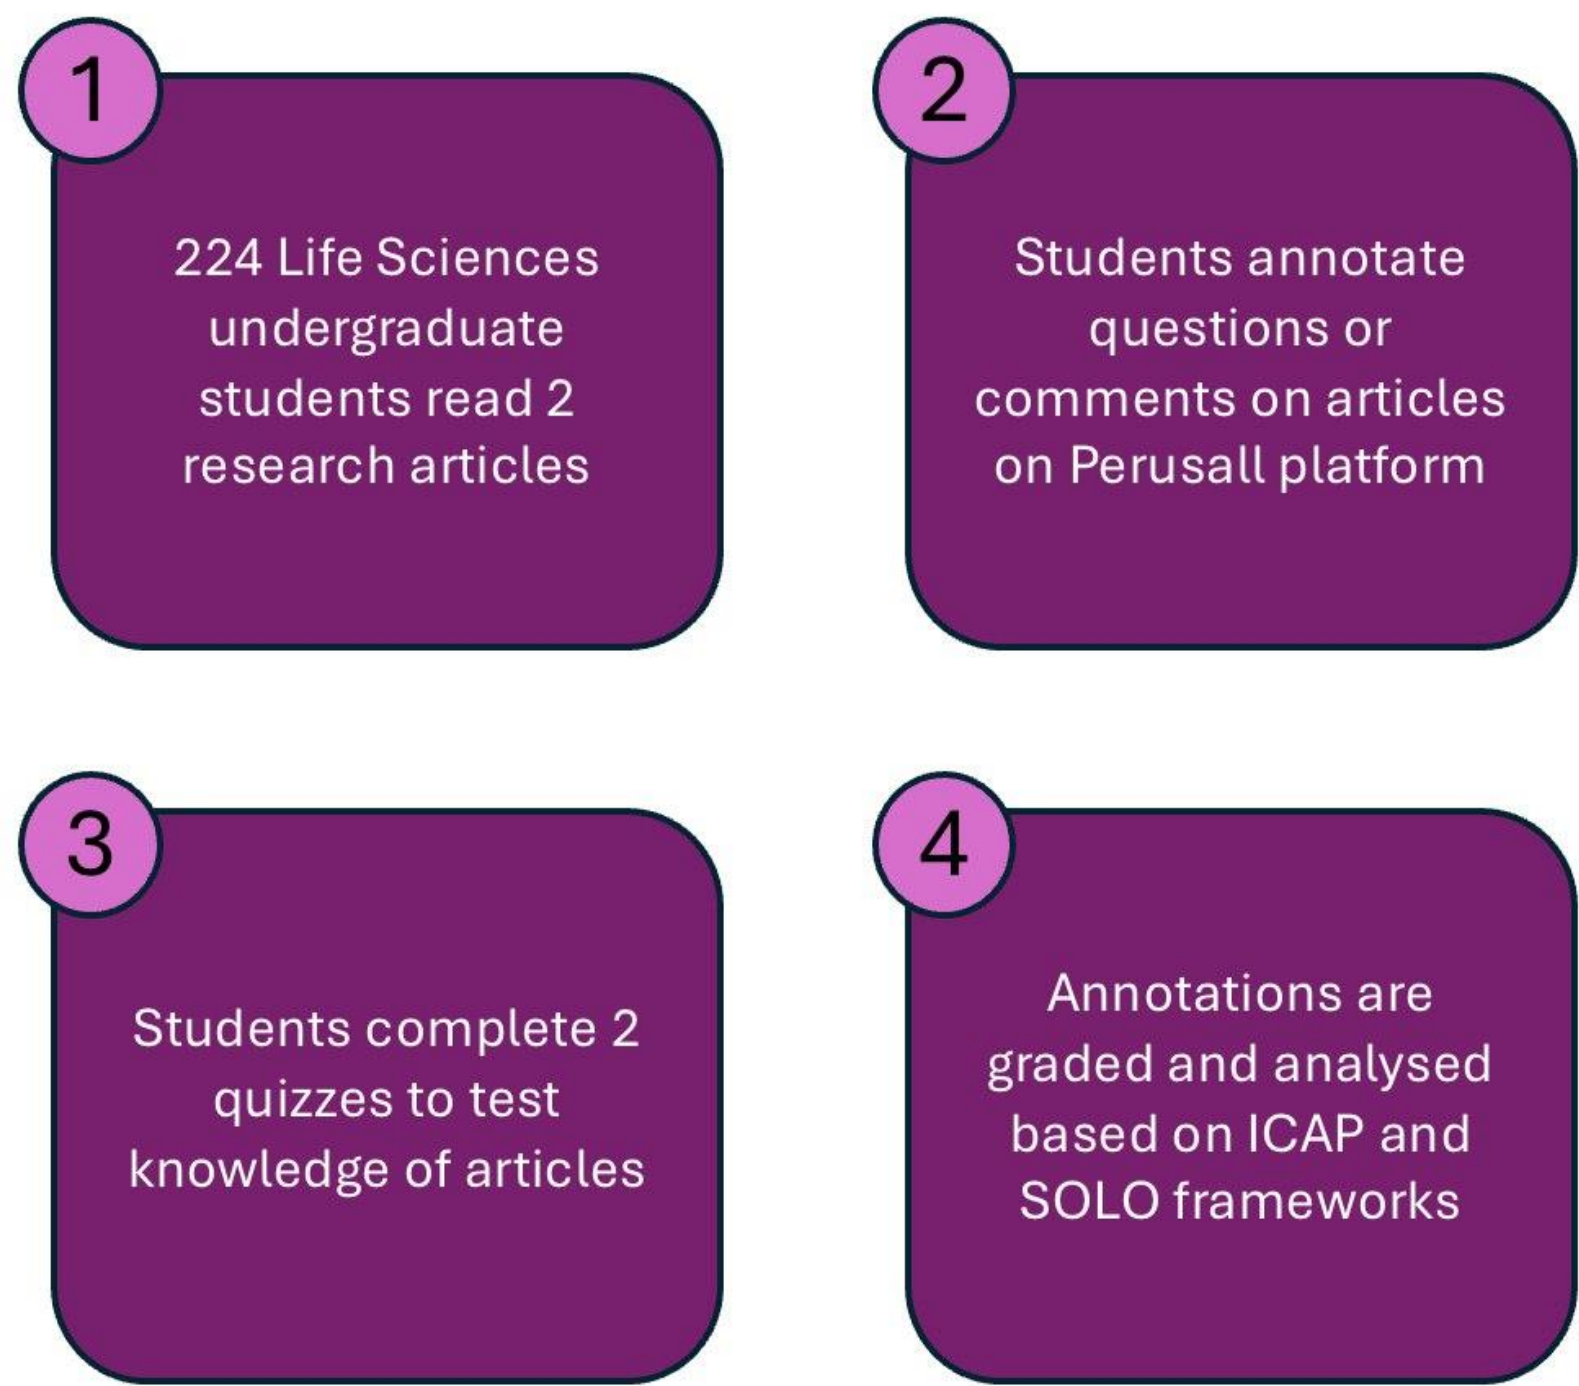 1
224 Life Sciences
undergraduate
students read 2
research articles
2
Students annotate
questions or
comments on articles
on Perusall platform
3
Students complete 2
quizzes to test
knowledge of articles
4
Annotations are
graded and analysed
based on ICAP and
SOLO frameworks